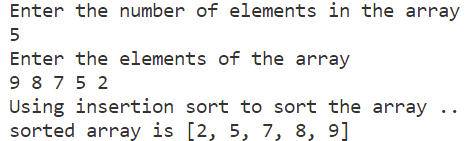 Enter the number of elements in the array
5
Enter the elements of the array
9 8 7 5 2
Using insertion sort to sort the array ..
sorted array is [2, 5, 7, 8, 9]